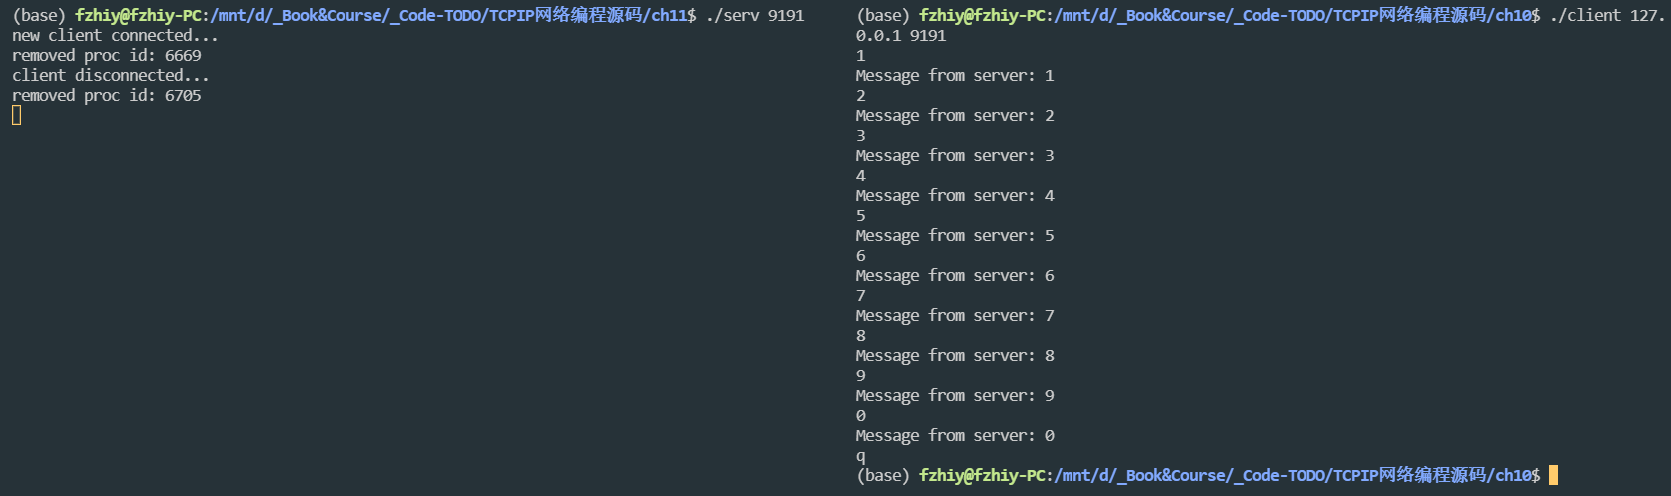 (base) fzhiy@fzhiy-PC:/mnt/d/_Book&Course/_Code-TODO/TCPIP网络编程源码/ch11$ ./serv 9191
new client connected...
removed proc id: 6669
client disconnected...
removed proc id: 6705
(base) fzhiy@fzhiy-PC:/mnt/d/_Book&Course/_Code-TODO/TCPIP网络编程源码/ch10$ ./client 127.
0.0.1 9191
1
Message from server: 1
2
Message from server: 2
3
Message from server: 3
4
Message from server: 4
5
Message from server: 5
6
Message from server: 6
7
Message from server: 7
8
Message from server: 8
9
Message from server: 9
0
Message from server: 0
q
(base) fzhiy@fzhiy-PC:/mnt/d/_Book&Course/_Code-TODO/TCPIP网络编程源码/ch10$